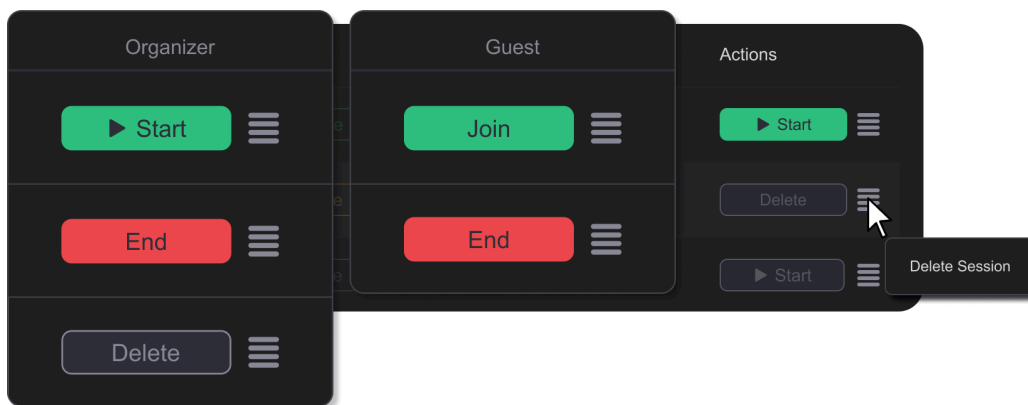 Organizer
Start
End
Delete
Guest
Join
End
Actions
Start
Delete
Start
Delete Session